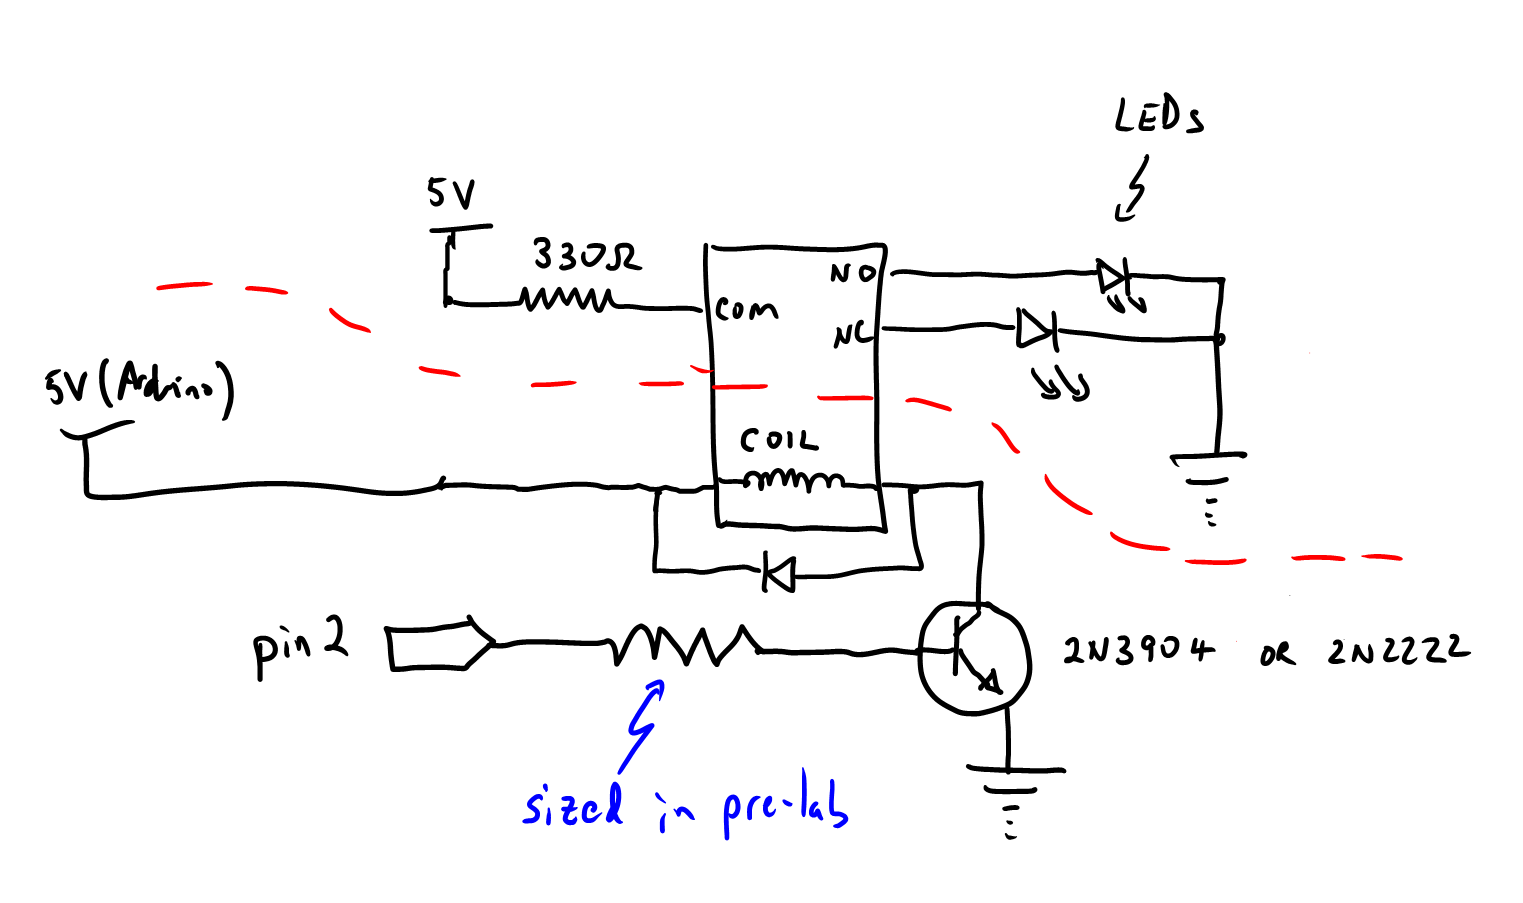 LEDs
5V
330Ω
NO
COM
NC
5V (Arduino)
COIL
pin 2
2N3904 OR 2N2222
sized in pre-lab